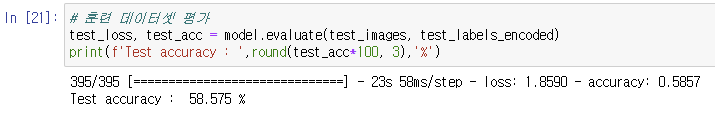 In [21]:
# 훈련 데이터셋 평가
test_loss, test_acc = model.evaluate(test_images, test_labels_encoded)
print(f'Test accuracy : ',round(test_acc*100, 3),'%')
395/395 [==============================] - 23s 58ms/step - loss: 1.8590 - accuracy: 0.5857
Test accuracy :  58.575 %